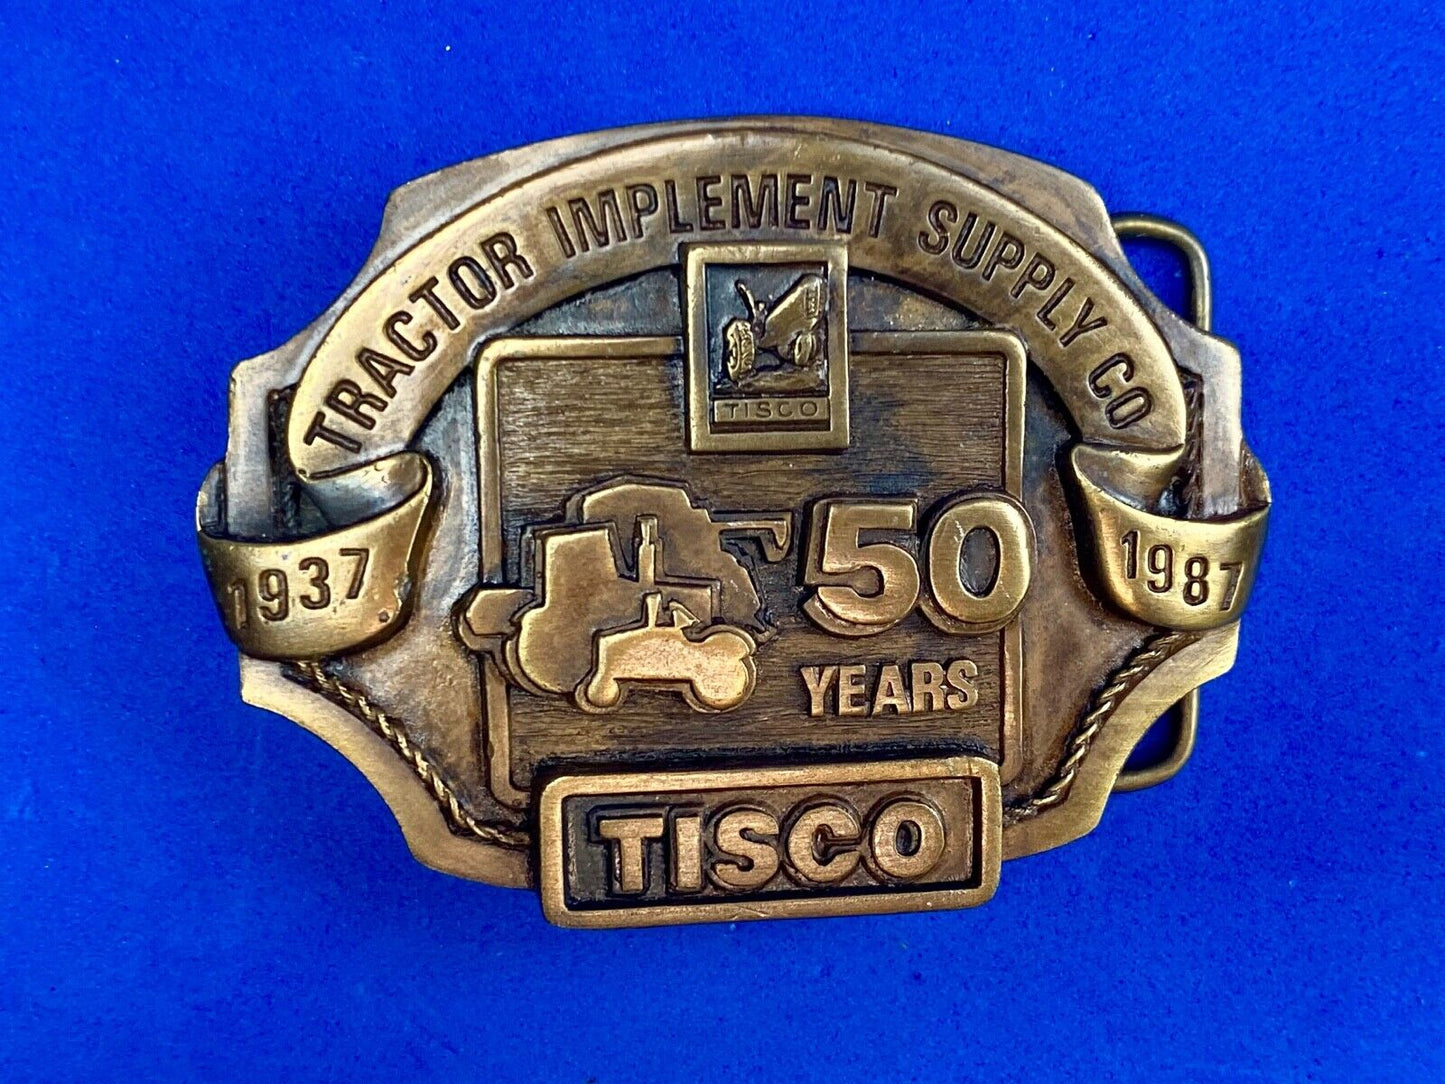 TRACTOR IMPLEMENT SUPPLY CO
TISCO
1937
1987
50
YEARS
TISCO